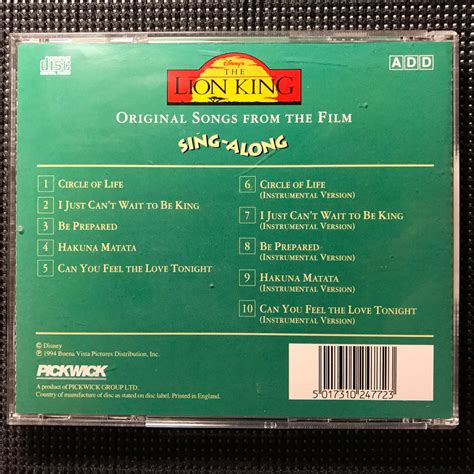 COMPACT
disc
DIGITAL AUDIO
Disney's
THE
LION KING
ADD
ORIGINAL SONGS FROM THE FILM
SING-ALONG
1 CIRCLE OF LIFE
2 I JUST CAN'T WAIT TO BE KING
3 BE PREPARED
4 HAKUNA MATATA
5 CAN YOU FEEL THE LOVE TONIGHT
6 CIRCLE OF LIFE
(INSTRUMENTAL VERSION)
7 I JUST CAN'T WAIT TO BE KING
(INSTRUMENTAL VERSION)
8 BE PREPARED
(INSTRUMENTAL VERSION)
9 HAKUNA MATATA
(INSTRUMENTAL VERSION)
10 CAN YOU FEEL THE LOVE TONIGHT
(INSTRUMENTAL VERSION)
© Disney
℗ 1994 Buena Vista Pictures Distribution, Inc.
PICKWICK
A product of PICKWICK GROUP LTD.
Country of manufacture of disc as stated on disc label. Printed in England.
5 017310 247723